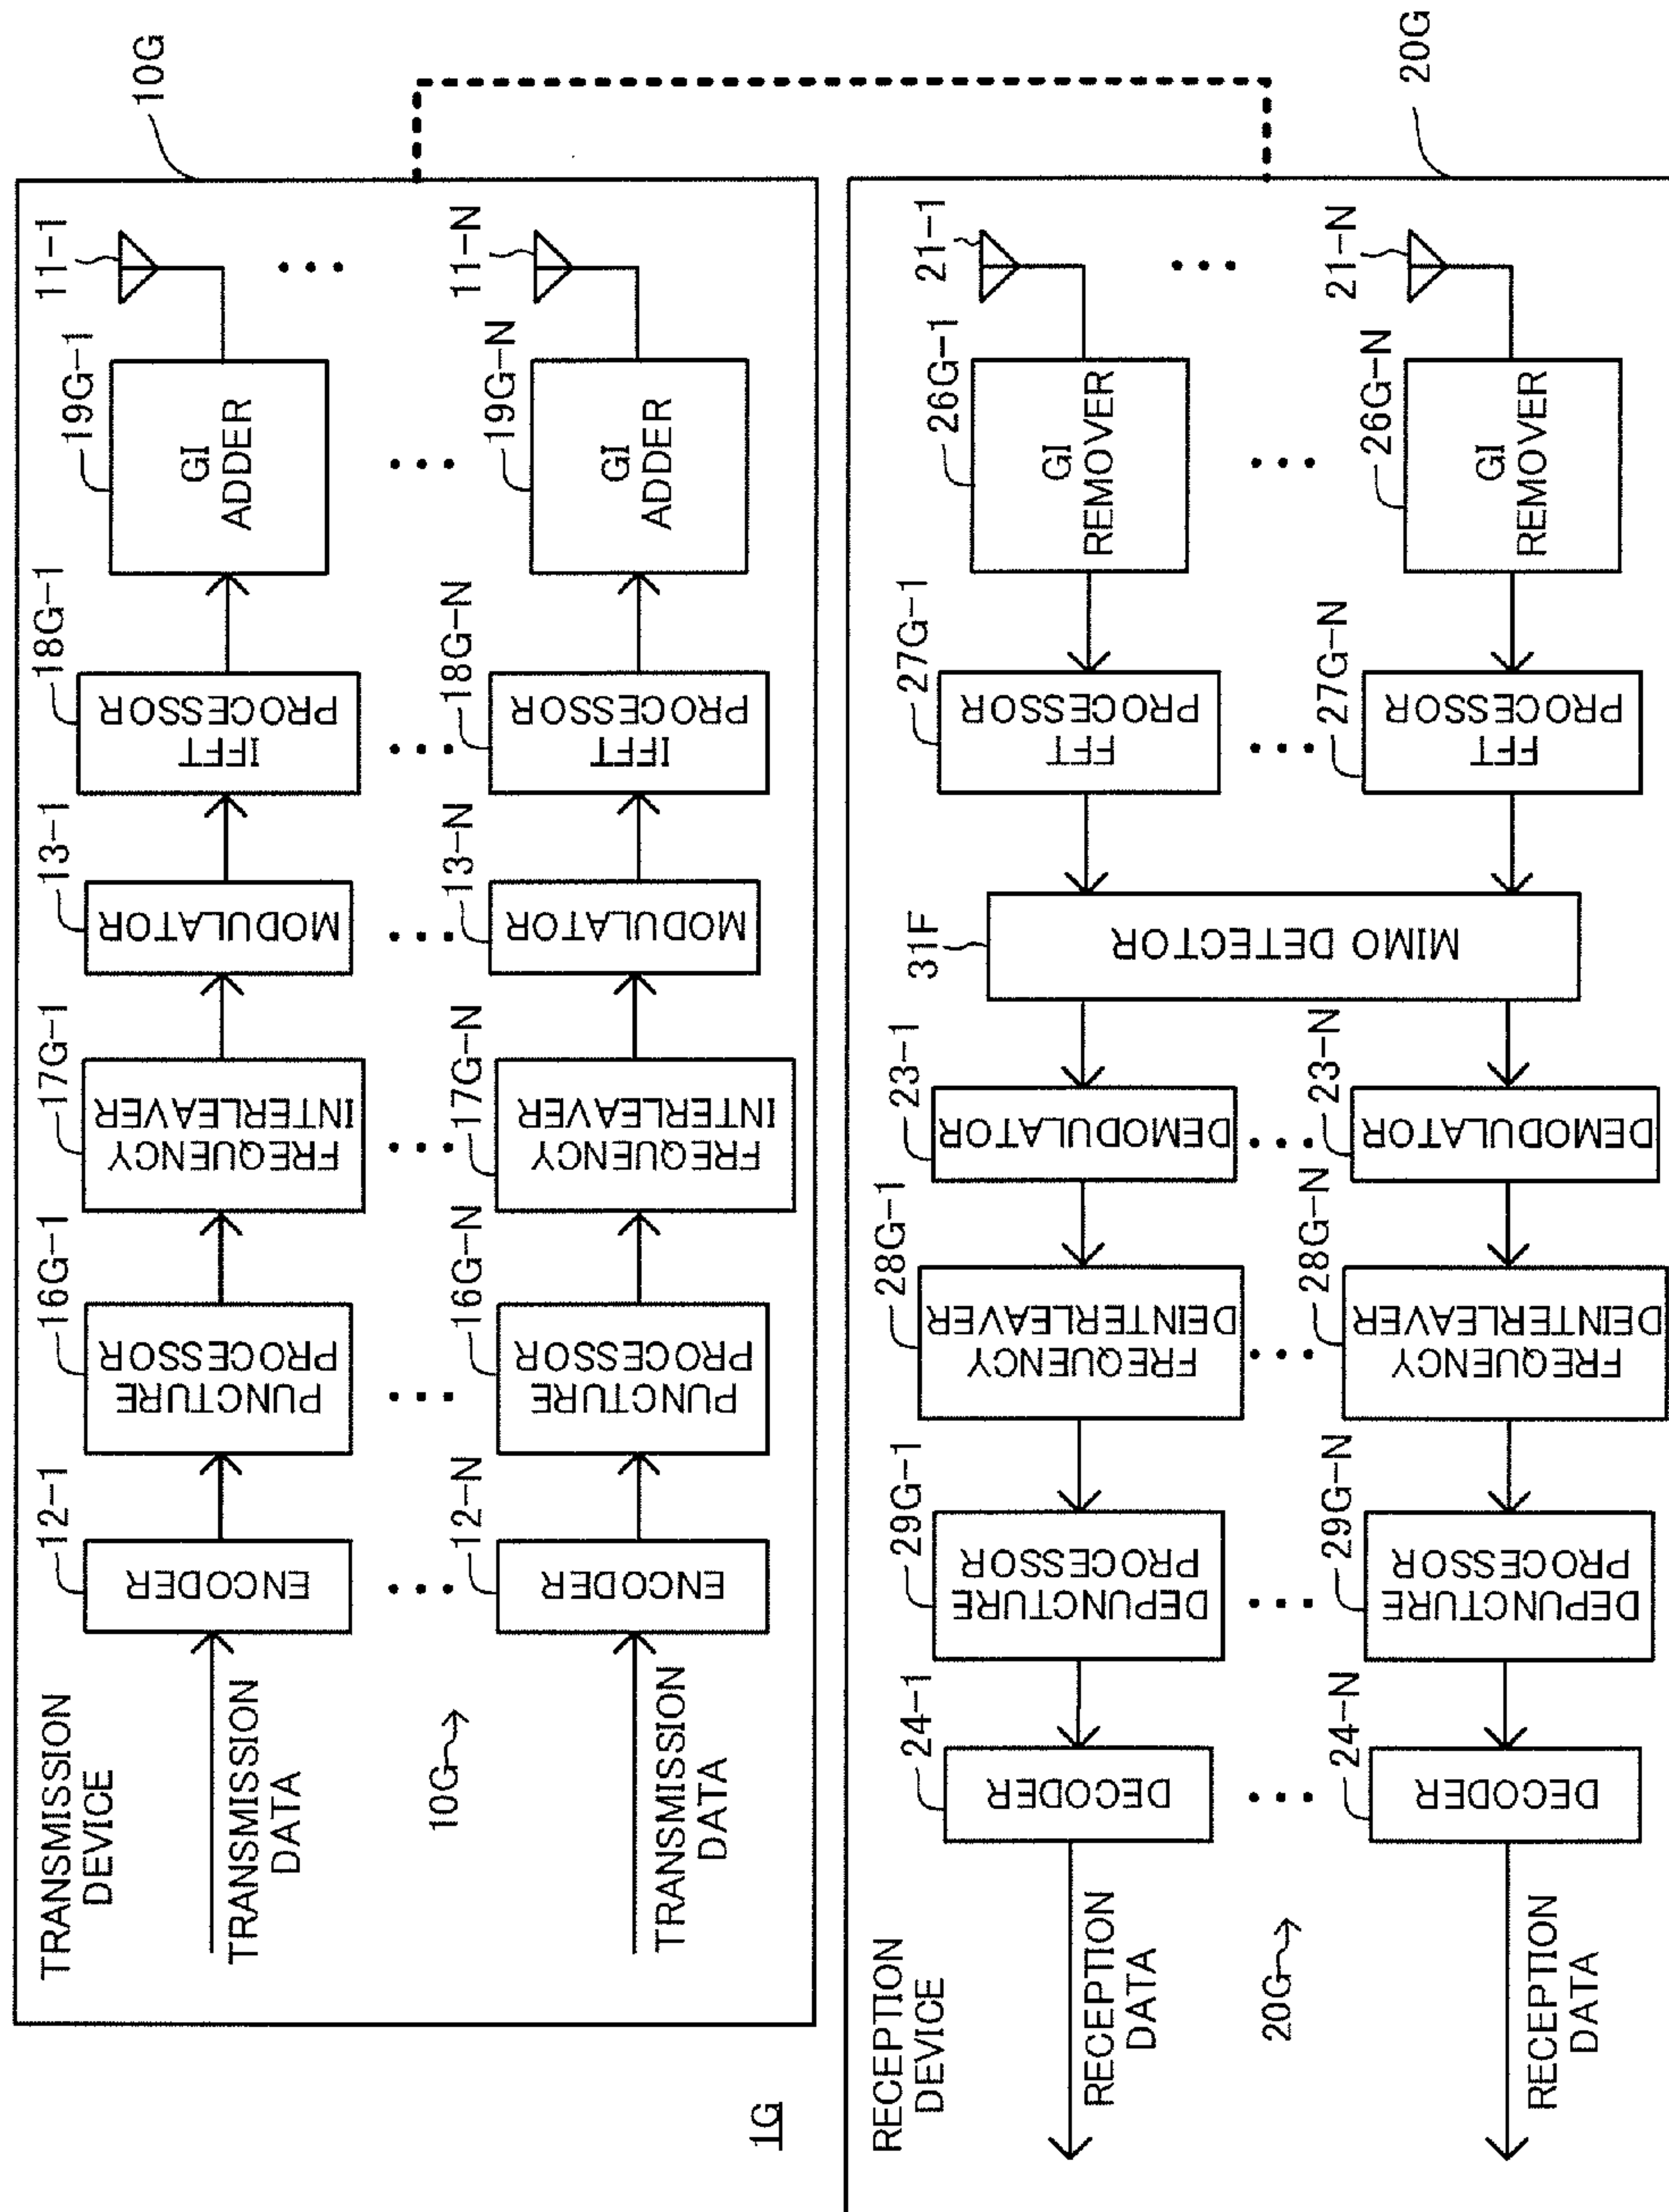 1G
TRANSMISSION
DEVICE
10G
TRANSMISSION
DATA
12-1
ENCODER
16G-1
PUNCTURE
PROCESSOR
17G-1
FREQUENCY
INTERLEAVER
13-1
MODULATOR
18G-1
IFFT
PROCESSOR
19G-1
GI
ADDER
11-1
...
10G
...
...
...
...
...
...
TRANSMISSION
DATA
12-N
ENCODER
16G-N
PUNCTURE
PROCESSOR
17G-N
FREQUENCY
INTERLEAVER
13-N
MODULATOR
18G-N
IFFT
PROCESSOR
19G-N
GI
ADDER
11-N
RECEPTION
DEVICE
20G
RECEPTION
DATA
24-1
DECODER
29G-1
DEPUNCTURE
PROCESSOR
28G-1
FREQUENCY
DEINTERLEAVER
23-1
DEMODULATOR
31F
MIMO DETECTOR
27G-1
FFT
PROCESSOR
26G-1
GI
REMOVER
21-1
...
20G
...
...
...
...
...
...
RECEPTION
DATA
24-N
DECODER
29G-N
DEPUNCTURE
PROCESSOR
28G-N
FREQUENCY
DEINTERLEAVER
23-N
DEMODULATOR
27G-N
FFT
PROCESSOR
26G-N
GI
REMOVER
21-N